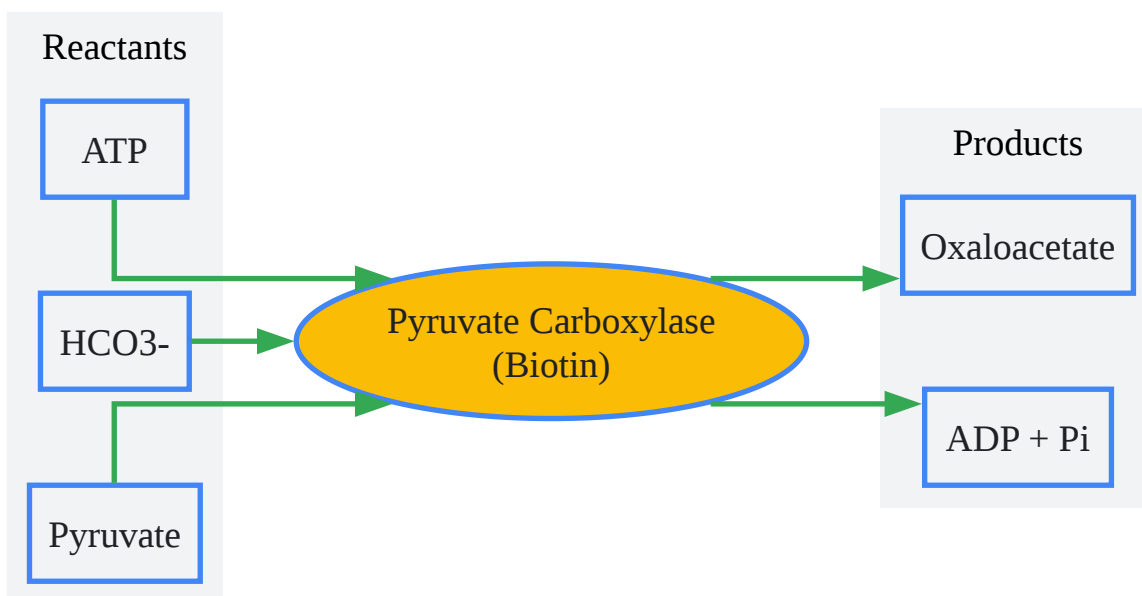 Reactants
ATP
HCO3-
Pyruvate
Pyruvate Carboxylase
(Biotin)
Products
Oxaloacetate
ADP + Pi